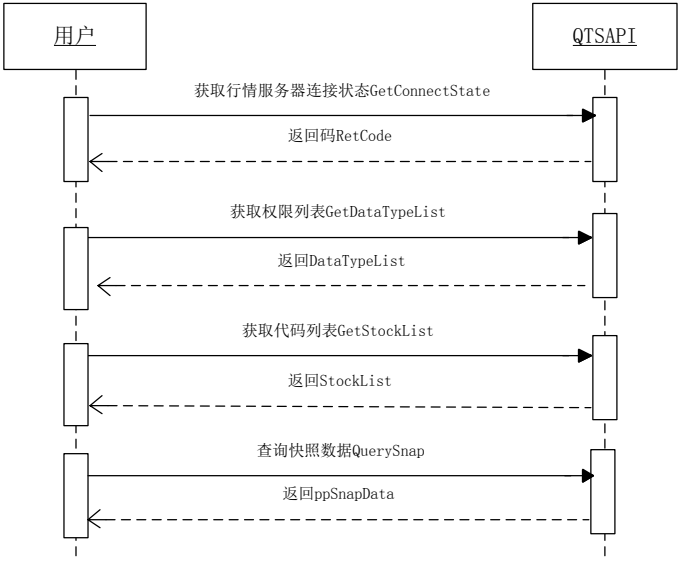 用户
QTSAPI
获取行情服务器连接状态GetConnectState
返回码RetCode
获取权限列表GetDataTypeList
返回DataTypeList
获取代码列表GetStockList
返回StockList
查询快照数据QuerySnap
返回ppSnapData